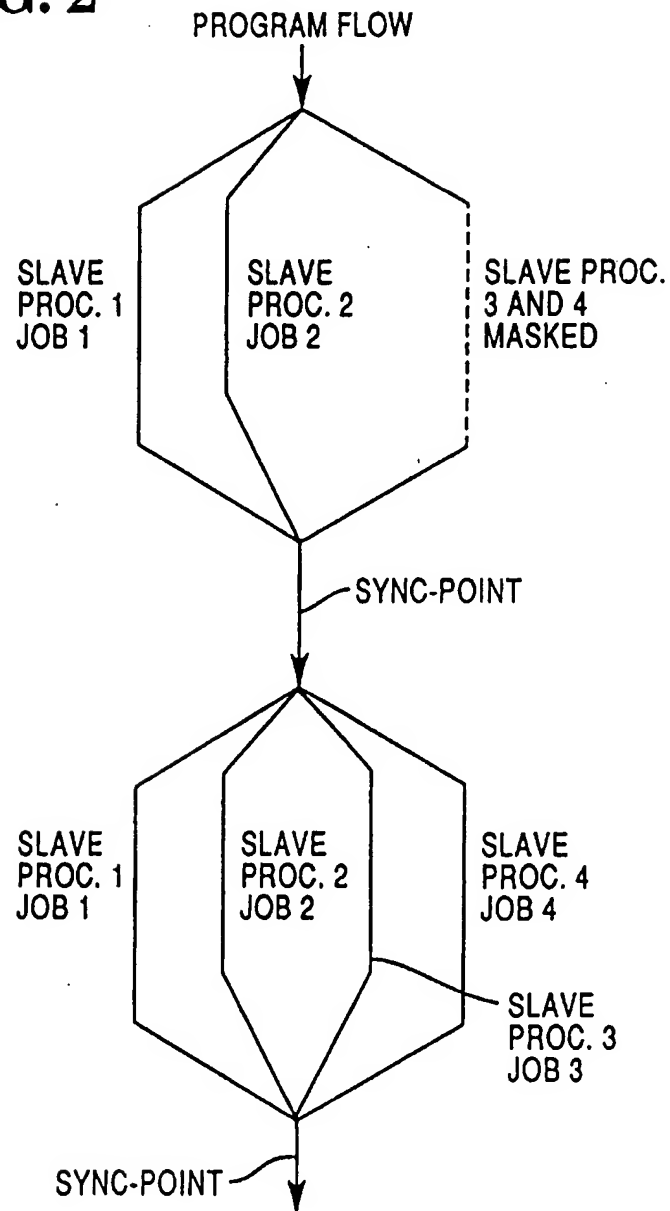 G. 2
PROGRAM FLOW
SLAVE
PROC. 1
JOB 1
SLAVE
PROC. 2
JOB 2
SLAVE PROC.
3 AND 4
MASKED
SYNC-POINT
SLAVE
PROC. 1
JOB 1
SLAVE
PROC. 2
JOB 2
SLAVE
PROC. 4
JOB 4
SLAVE
PROC. 3
JOB 3
SYNC-POINT